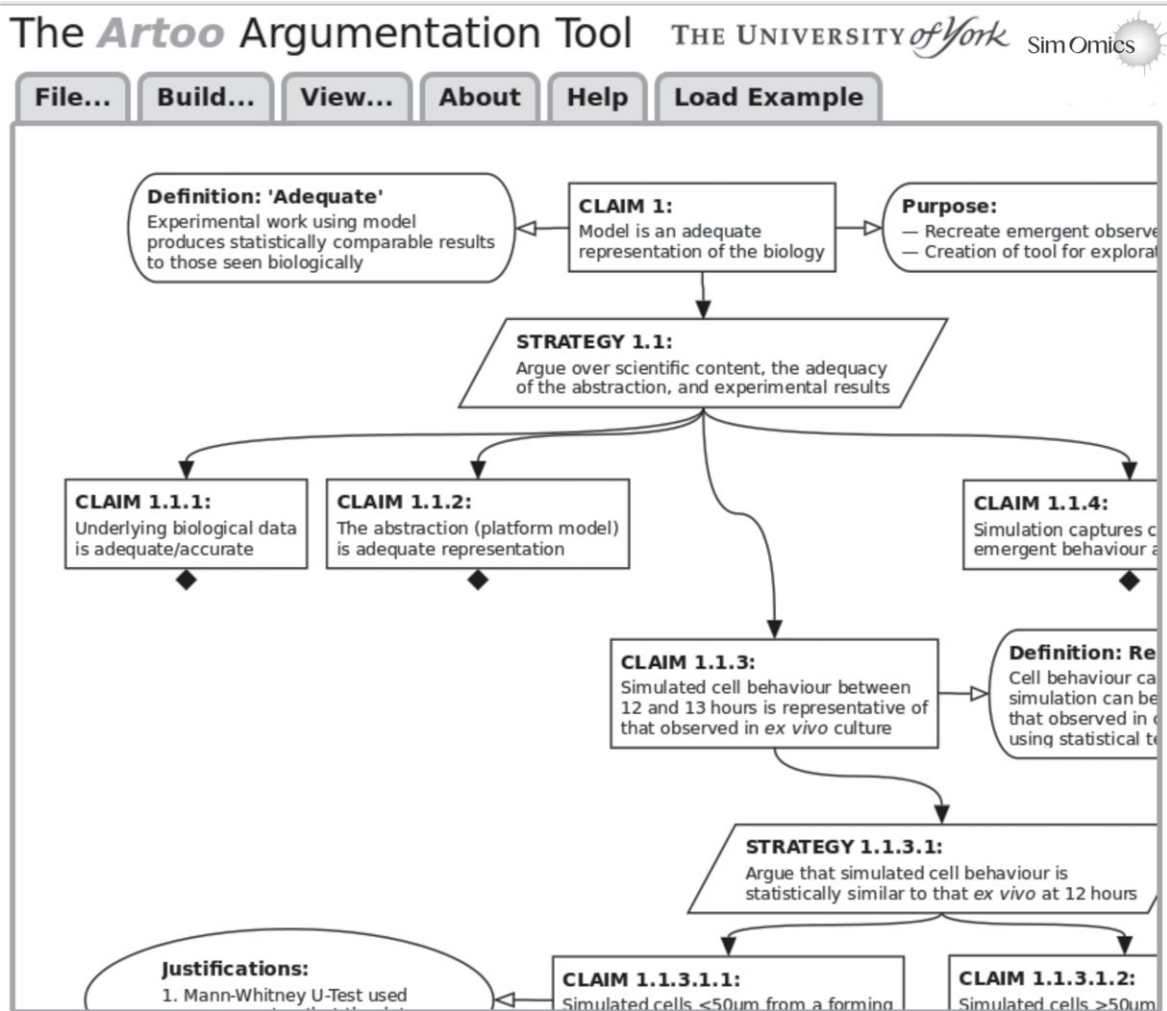 The Artoo Argumentation Tool
THE UNIVERSITY of York
Sim Omics
File...
Build...
View...
About
Help
Load Example
Definition: 'Adequate'
Experimental work using model
produces statistically comparable results
to those seen biologically
CLAIM 1:
Model is an adequate
representation of the biology
Purpose:
— Recreate emergent observe
— Creation of tool for explorat
STRATEGY 1.1:
Argue over scientific content, the adequacy
of the abstraction, and experimental results
CLAIM 1.1.1:
Underlying biological data
is adequate/accurate
CLAIM 1.1.2:
The abstraction (platform model)
is adequate representation
CLAIM 1.1.4:
Simulation captures c
emergent behaviour a
CLAIM 1.1.3:
Simulated cell behaviour between
12 and 13 hours is representative of
that observed in ex vivo culture
Definition: Re
Cell behaviour ca
simulation can be
that observed in
using statistical te
STRATEGY 1.1.3.1:
Argue that simulated cell behaviour is
statistically similar to that ex vivo at 12 hours
Justifications:
1. Mann-Whitney U-Test used
CLAIM 1.1.3.1.1:
Simulated cells <50um from a forming
CLAIM 1.1.3.1.2:
Simulated cells >50um